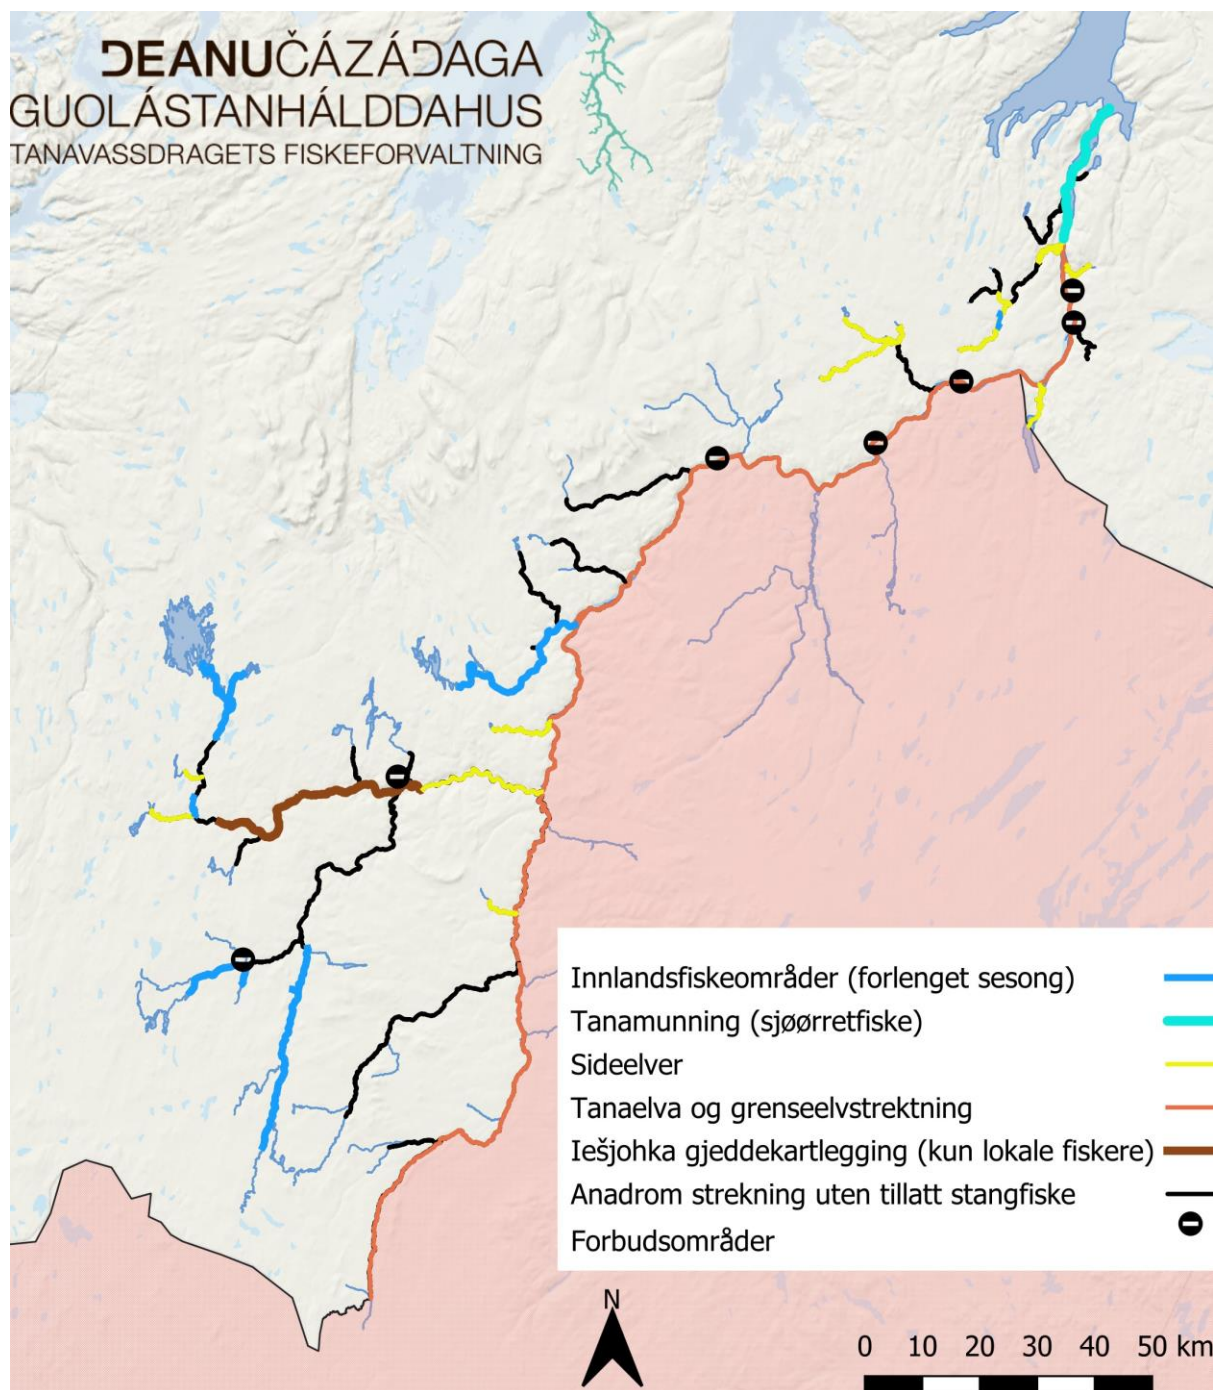 ĐEANUČÁZÁĐAGA
GUOLÁSTANHÁLDDAHUS
TANAVASSDRAGETS FISKEFORVALTNING
Innlandsfiskeområder (forlenget sesong)
Tanamunning (sjøørretfiske)
Sideelver
Tanaelva og grenseelvstrektning
Iešjohka gjeddekartlegging (kun lokale fiskere)
Anadrom strekning uten tillatt stangfiske
Forbudsområder
N
0 10 20 30 40 50 km